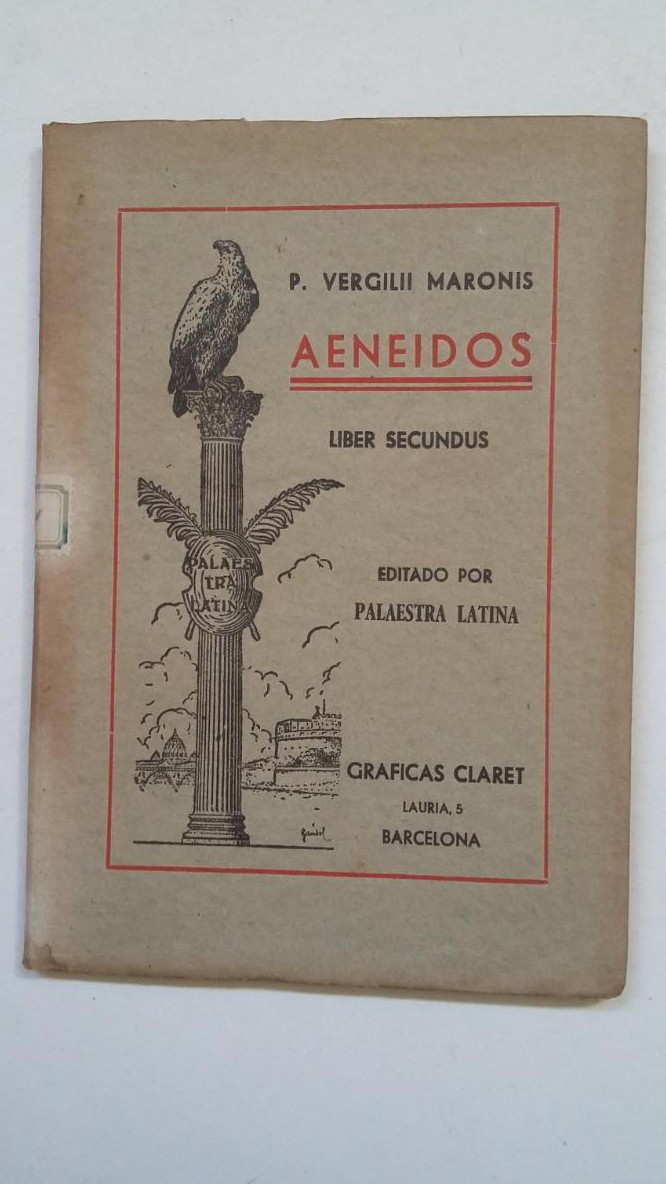 P. VERGILII MARONIS
AENEIDOS
LIBER SECUNDUS
PALAES
TRA
LATINA
EDITADO POR
PALAESTRA LATINA
GRAFICAS CLARET
LAURIA, 5
BARCELONA